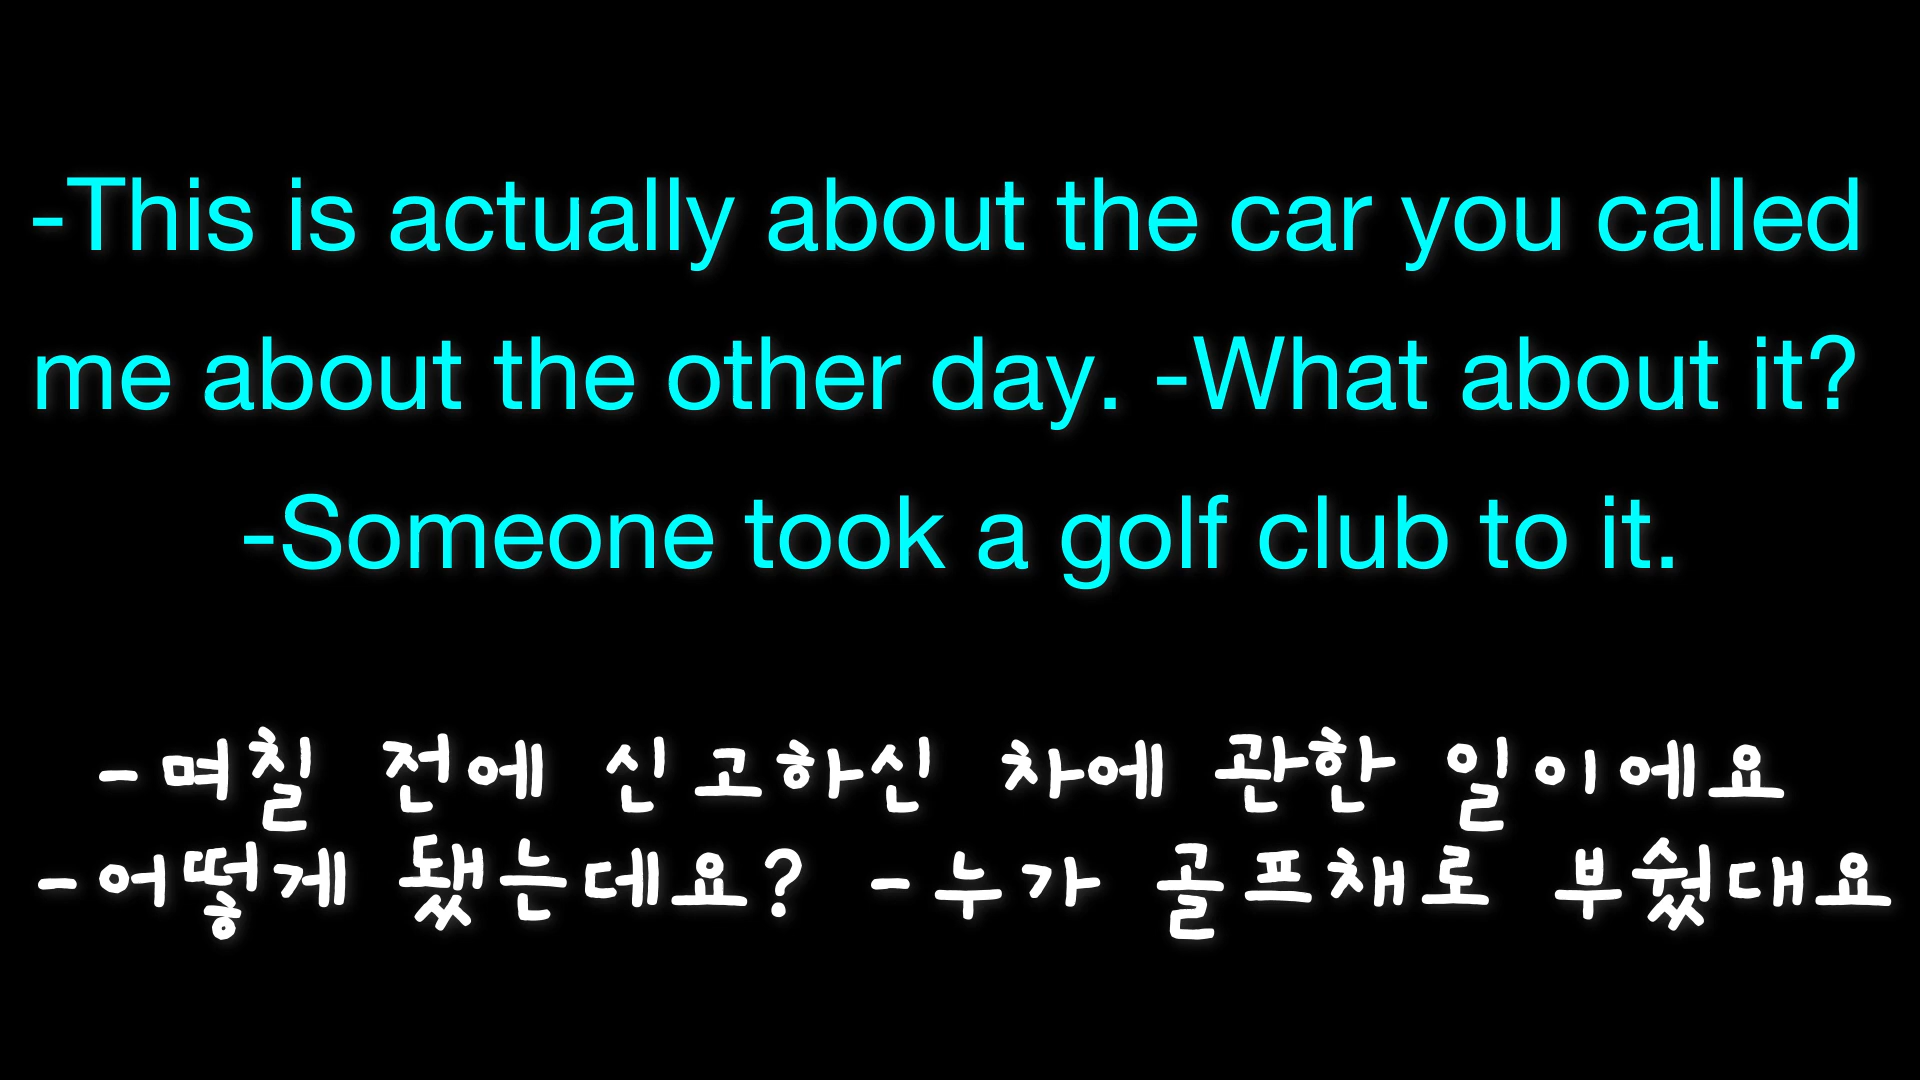 -This is actually about the car you called
me about the other day. -What about it?
-Someone took a golf club to it.
-며칠 전에 신고하신 차에 관한 일이에요
-어떻게 됐는데요? -누가 골프채로 부쉈대요